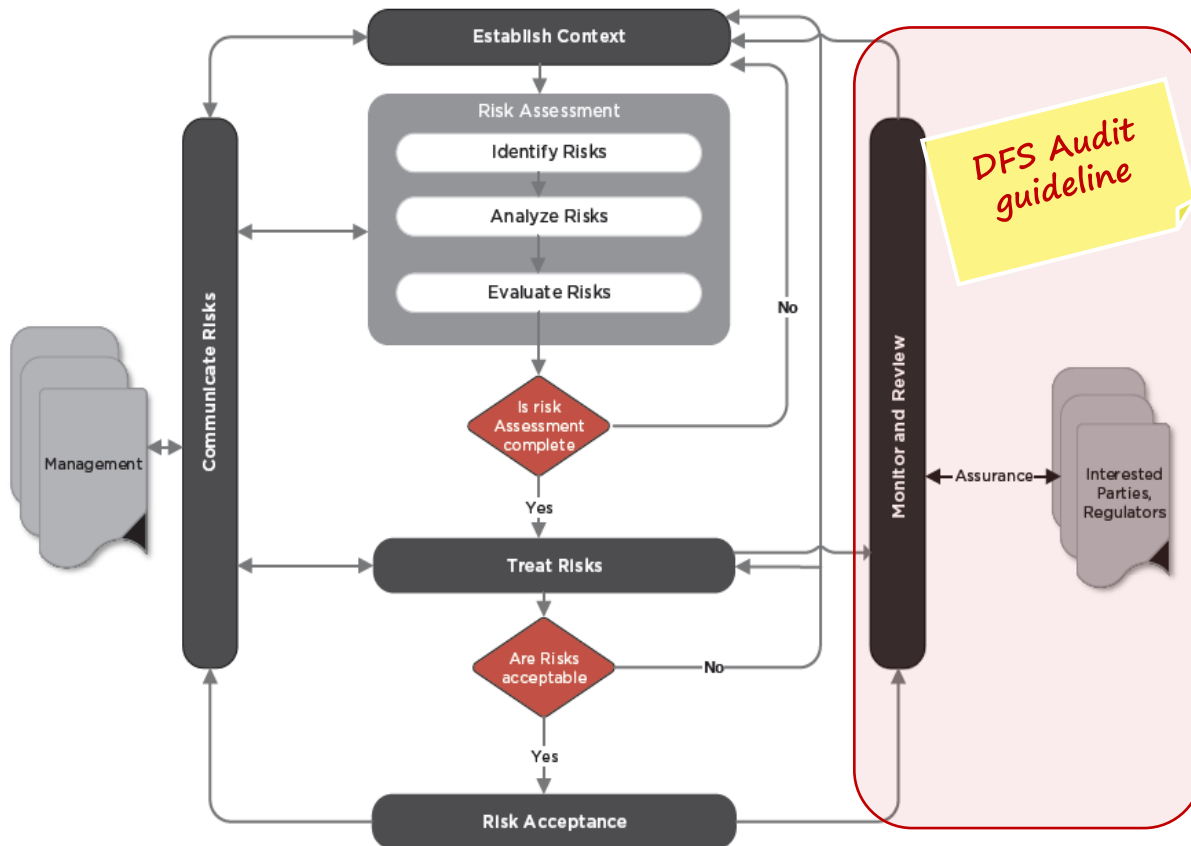 Establish Context
Risk Assessment
Identify Risks
Analyze Risks
Evaluate Risks
No
Is risk
Assessment
complete
Yes
Treat Risks
Are Risks
acceptable
No
Yes
Risk Acceptance
Communicate Risks
Management
Monitor and Review
DFS Audit
guideline
Assurance
Interested
Parties,
Regulators